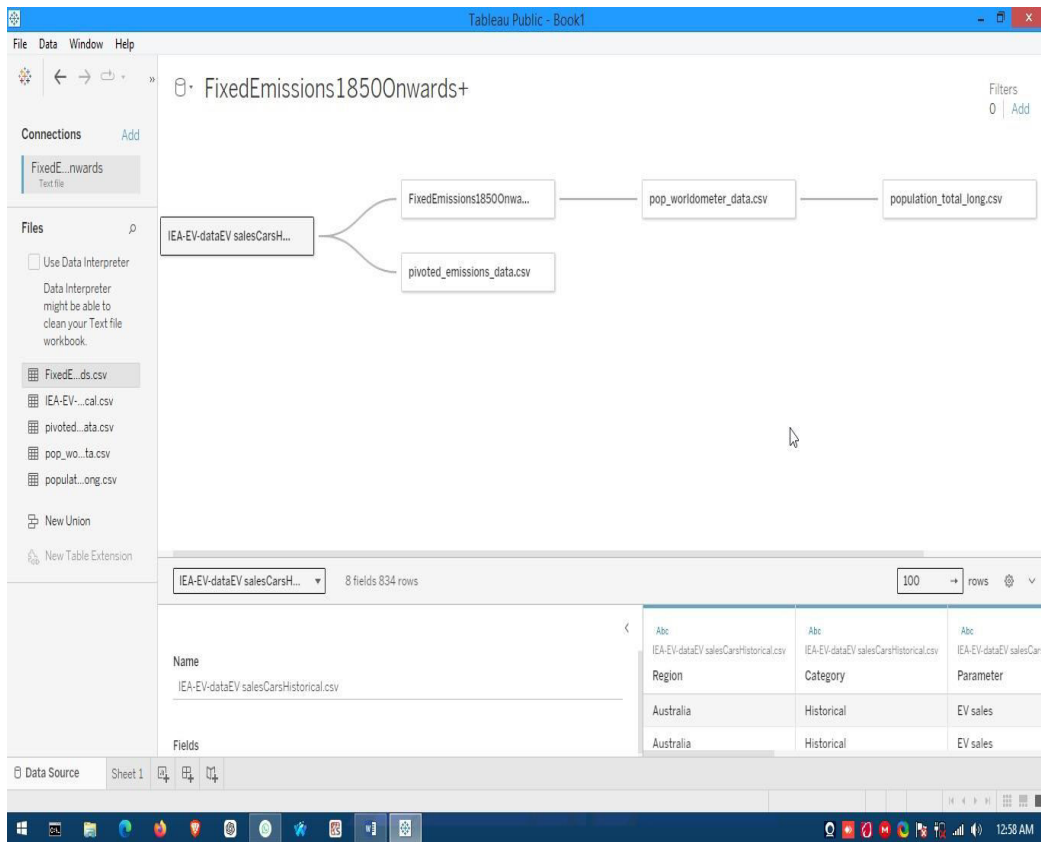 Tableau Public - Book1
File Data Window Help
FixedEmissions1850Onwards+
Filters
0 Add
Connections Add
FixedE...nwards
Text file
FixedEmissions1850Onwa...
pop_worldometer_data.csv
population_total_long.csv
IEA-EV-dataEV salesCarsH...
pivoted_emissions_data.csv
Files
Use Data Interpreter
Data Interpreter
might be able to
clean your Text file
workbook.
FixedE...ds.csv
IEA-EV-...cal.csv
pivoted...ata.csv
pop_wo...ta.csv
populat...ong.csv
New Union
New Table Extension
IEA-EV-dataEV salesCarsH... 8 fields 834 rows 100 rows
Name
IEA-EV-dataEV salesCarsHistorical.csv
Fields
Abc Abc Abc
IEA-EV-dataEV salesCarsHistorical.csv IEA-EV-dataEV salesCarsHistorical.csv IEA-EV-dataEV salesCar
Region Category Parameter
Australia Historical EV sales
Australia Historical EV sales
Data Source Sheet 1
12:58 AM